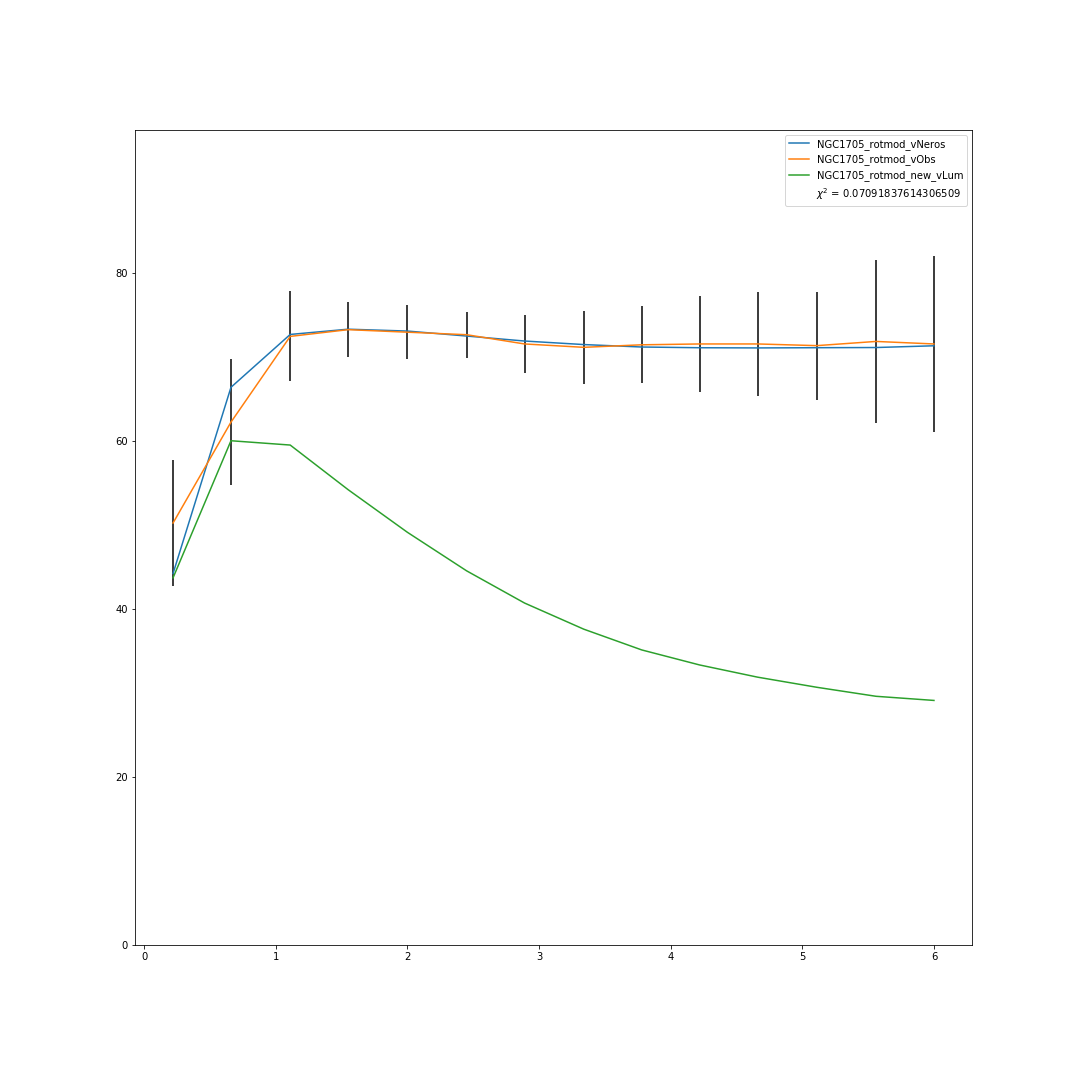 NGC1705_rotmod_vNeros
NGC1705_rotmod_vObs
NGC1705_rotmod_new_vLum
χ² = 0.07091837614306509
80
60
40
20
0
0 1 2 3 4 5 6